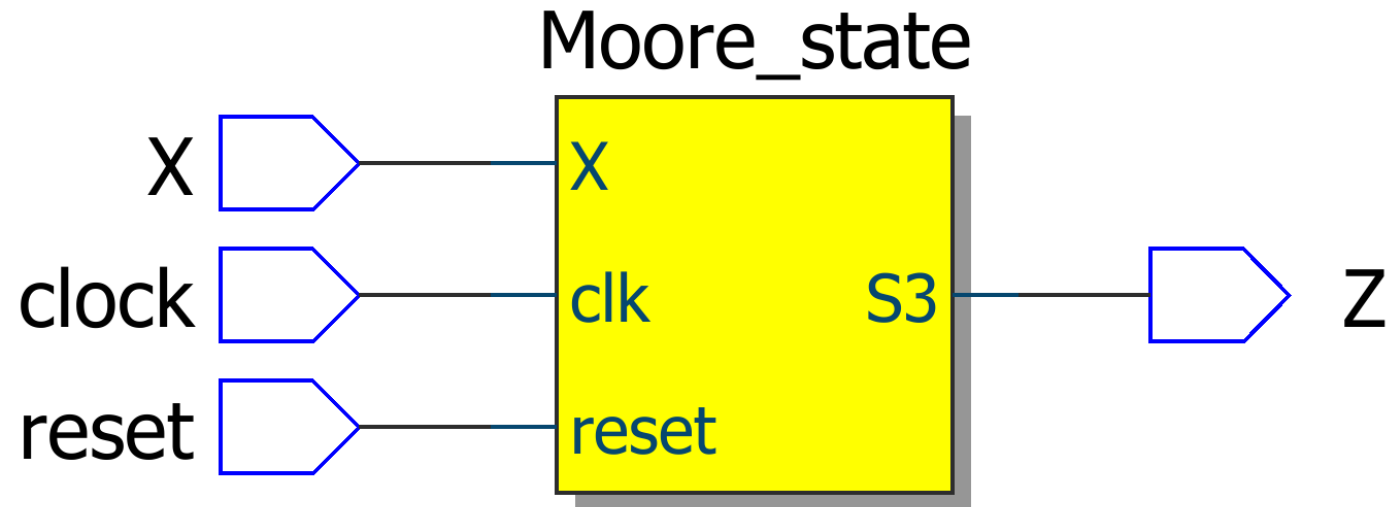 Moore_state
X
X
clock
clk
S3
Z
reset
reset